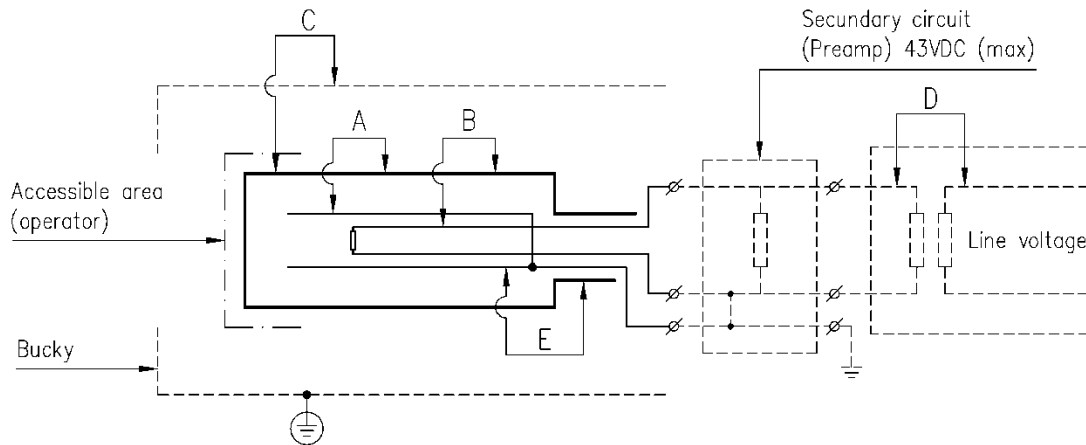 C
Secundary circuit
(Preamp) 43VDC (max)
A
B
D
Accessible area
(operator)
Line voltage
E
Bucky